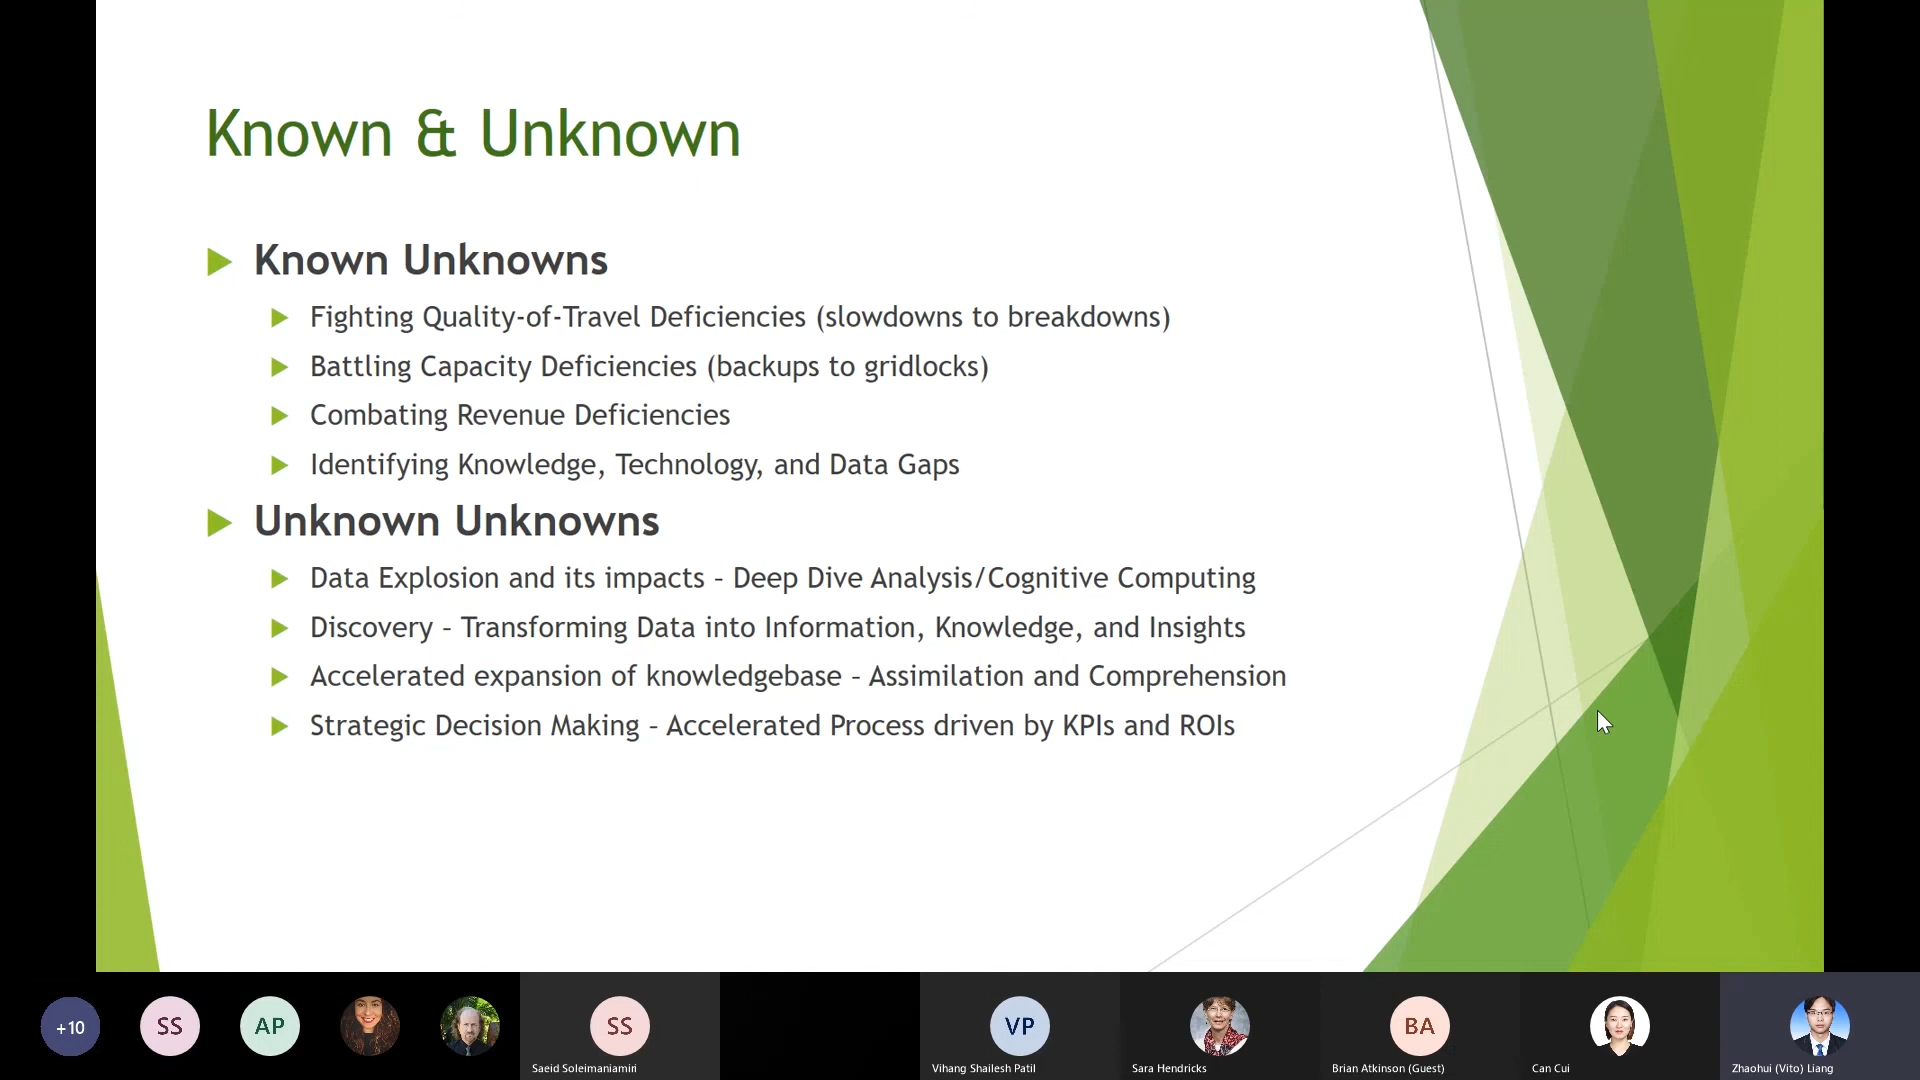 Known & Unknown
Known Unknowns
Fighting Quality-of-Travel Deficiencies (slowdowns to breakdowns)
Battling Capacity Deficiencies (backups to gridlocks)
Combating Revenue Deficiencies
Identifying Knowledge, Technology, and Data Gaps
Unknown Unknowns
Data Explosion and its impacts – Deep Dive Analysis/Cognitive Computing
Discovery – Transforming Data into Information, Knowledge, and Insights
Accelerated expansion of knowledgebase – Assimilation and Comprehension
Strategic Decision Making – Accelerated Process driven by KPIs and ROIs
+10
SS
AP
SS
VP
BA
Saeid Soleimaniamiri
Vihang Shailesh Patil
Sara Hendricks
Brian Atkinson (Guest)
Can Cui
Zhaohui (Vito) Liang